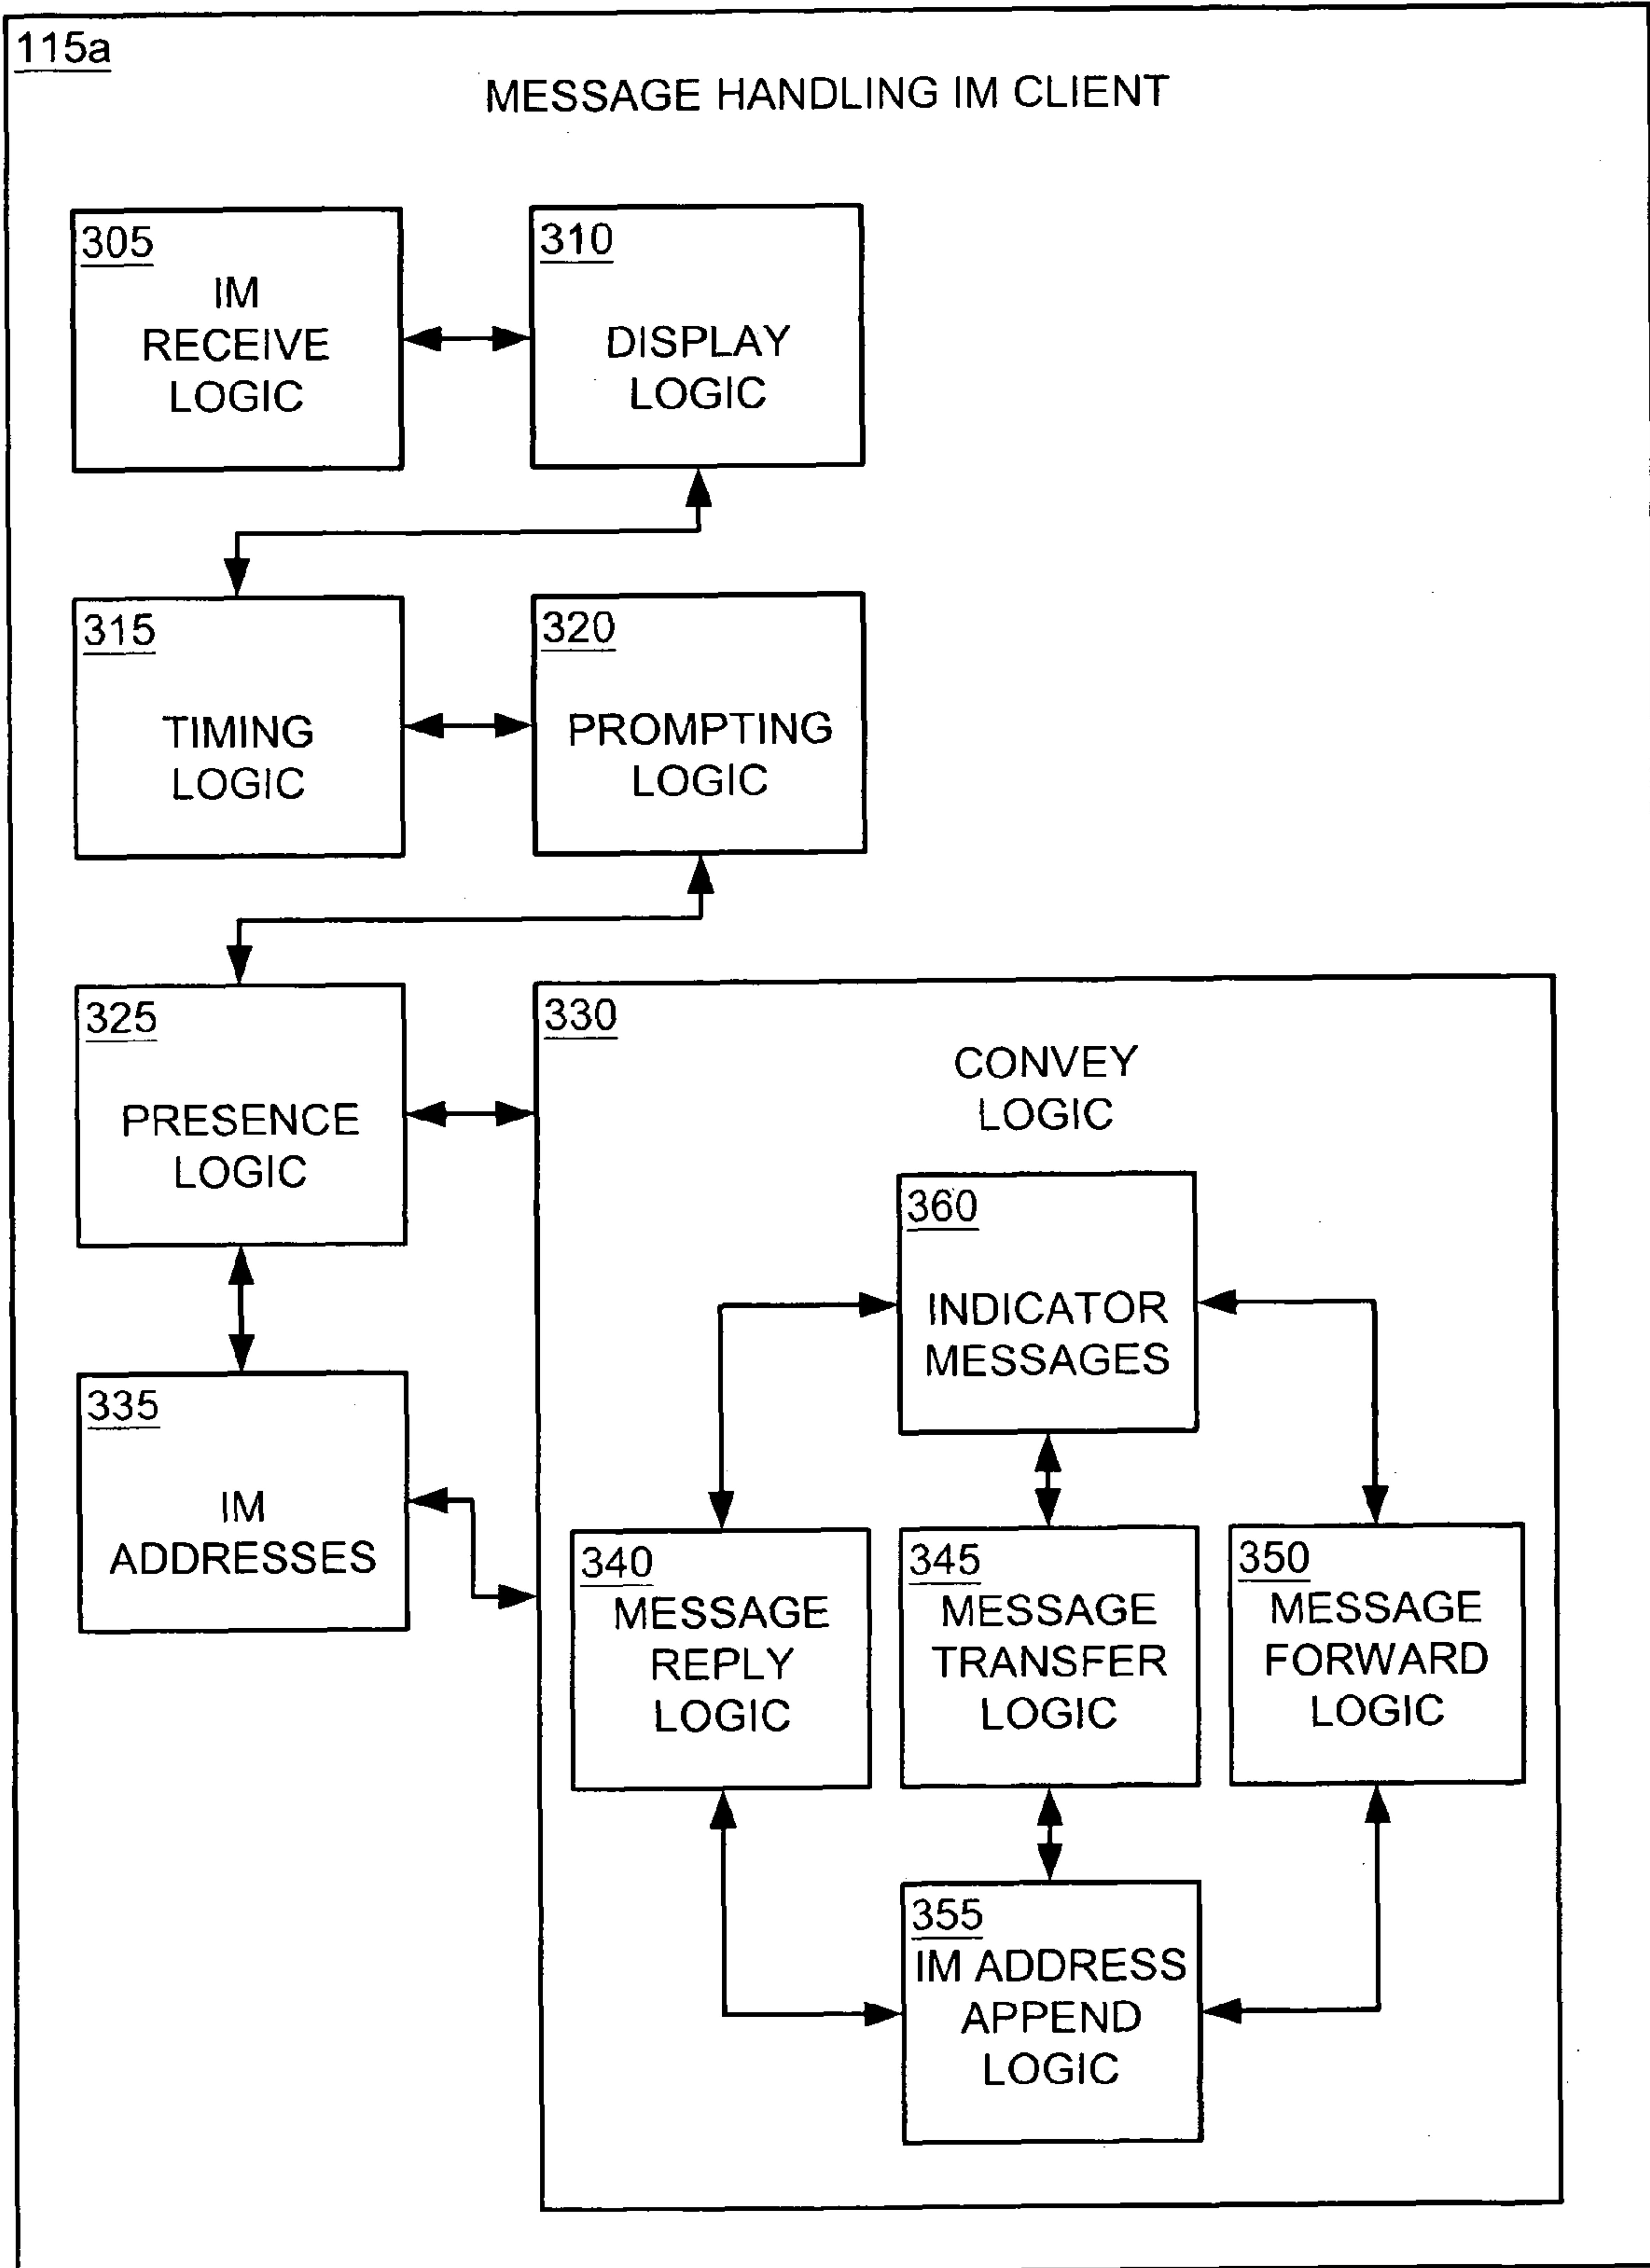 115a
MESSAGE HANDLING IM CLIENT
305
IM
RECEIVE
LOGIC
310
DISPLAY
LOGIC
315
TIMING
LOGIC
320
PROMPTING
LOGIC
325
PRESENCE
LOGIC
330
CONVEY
LOGIC
360
INDICATOR
MESSAGES
335
IM
ADDRESSES
340
MESSAGE
REPLY
LOGIC
345
MESSAGE
TRANSFER
LOGIC
350
MESSAGE
FORWARD
LOGIC
355
IM ADDRESS
APPEND
LOGIC